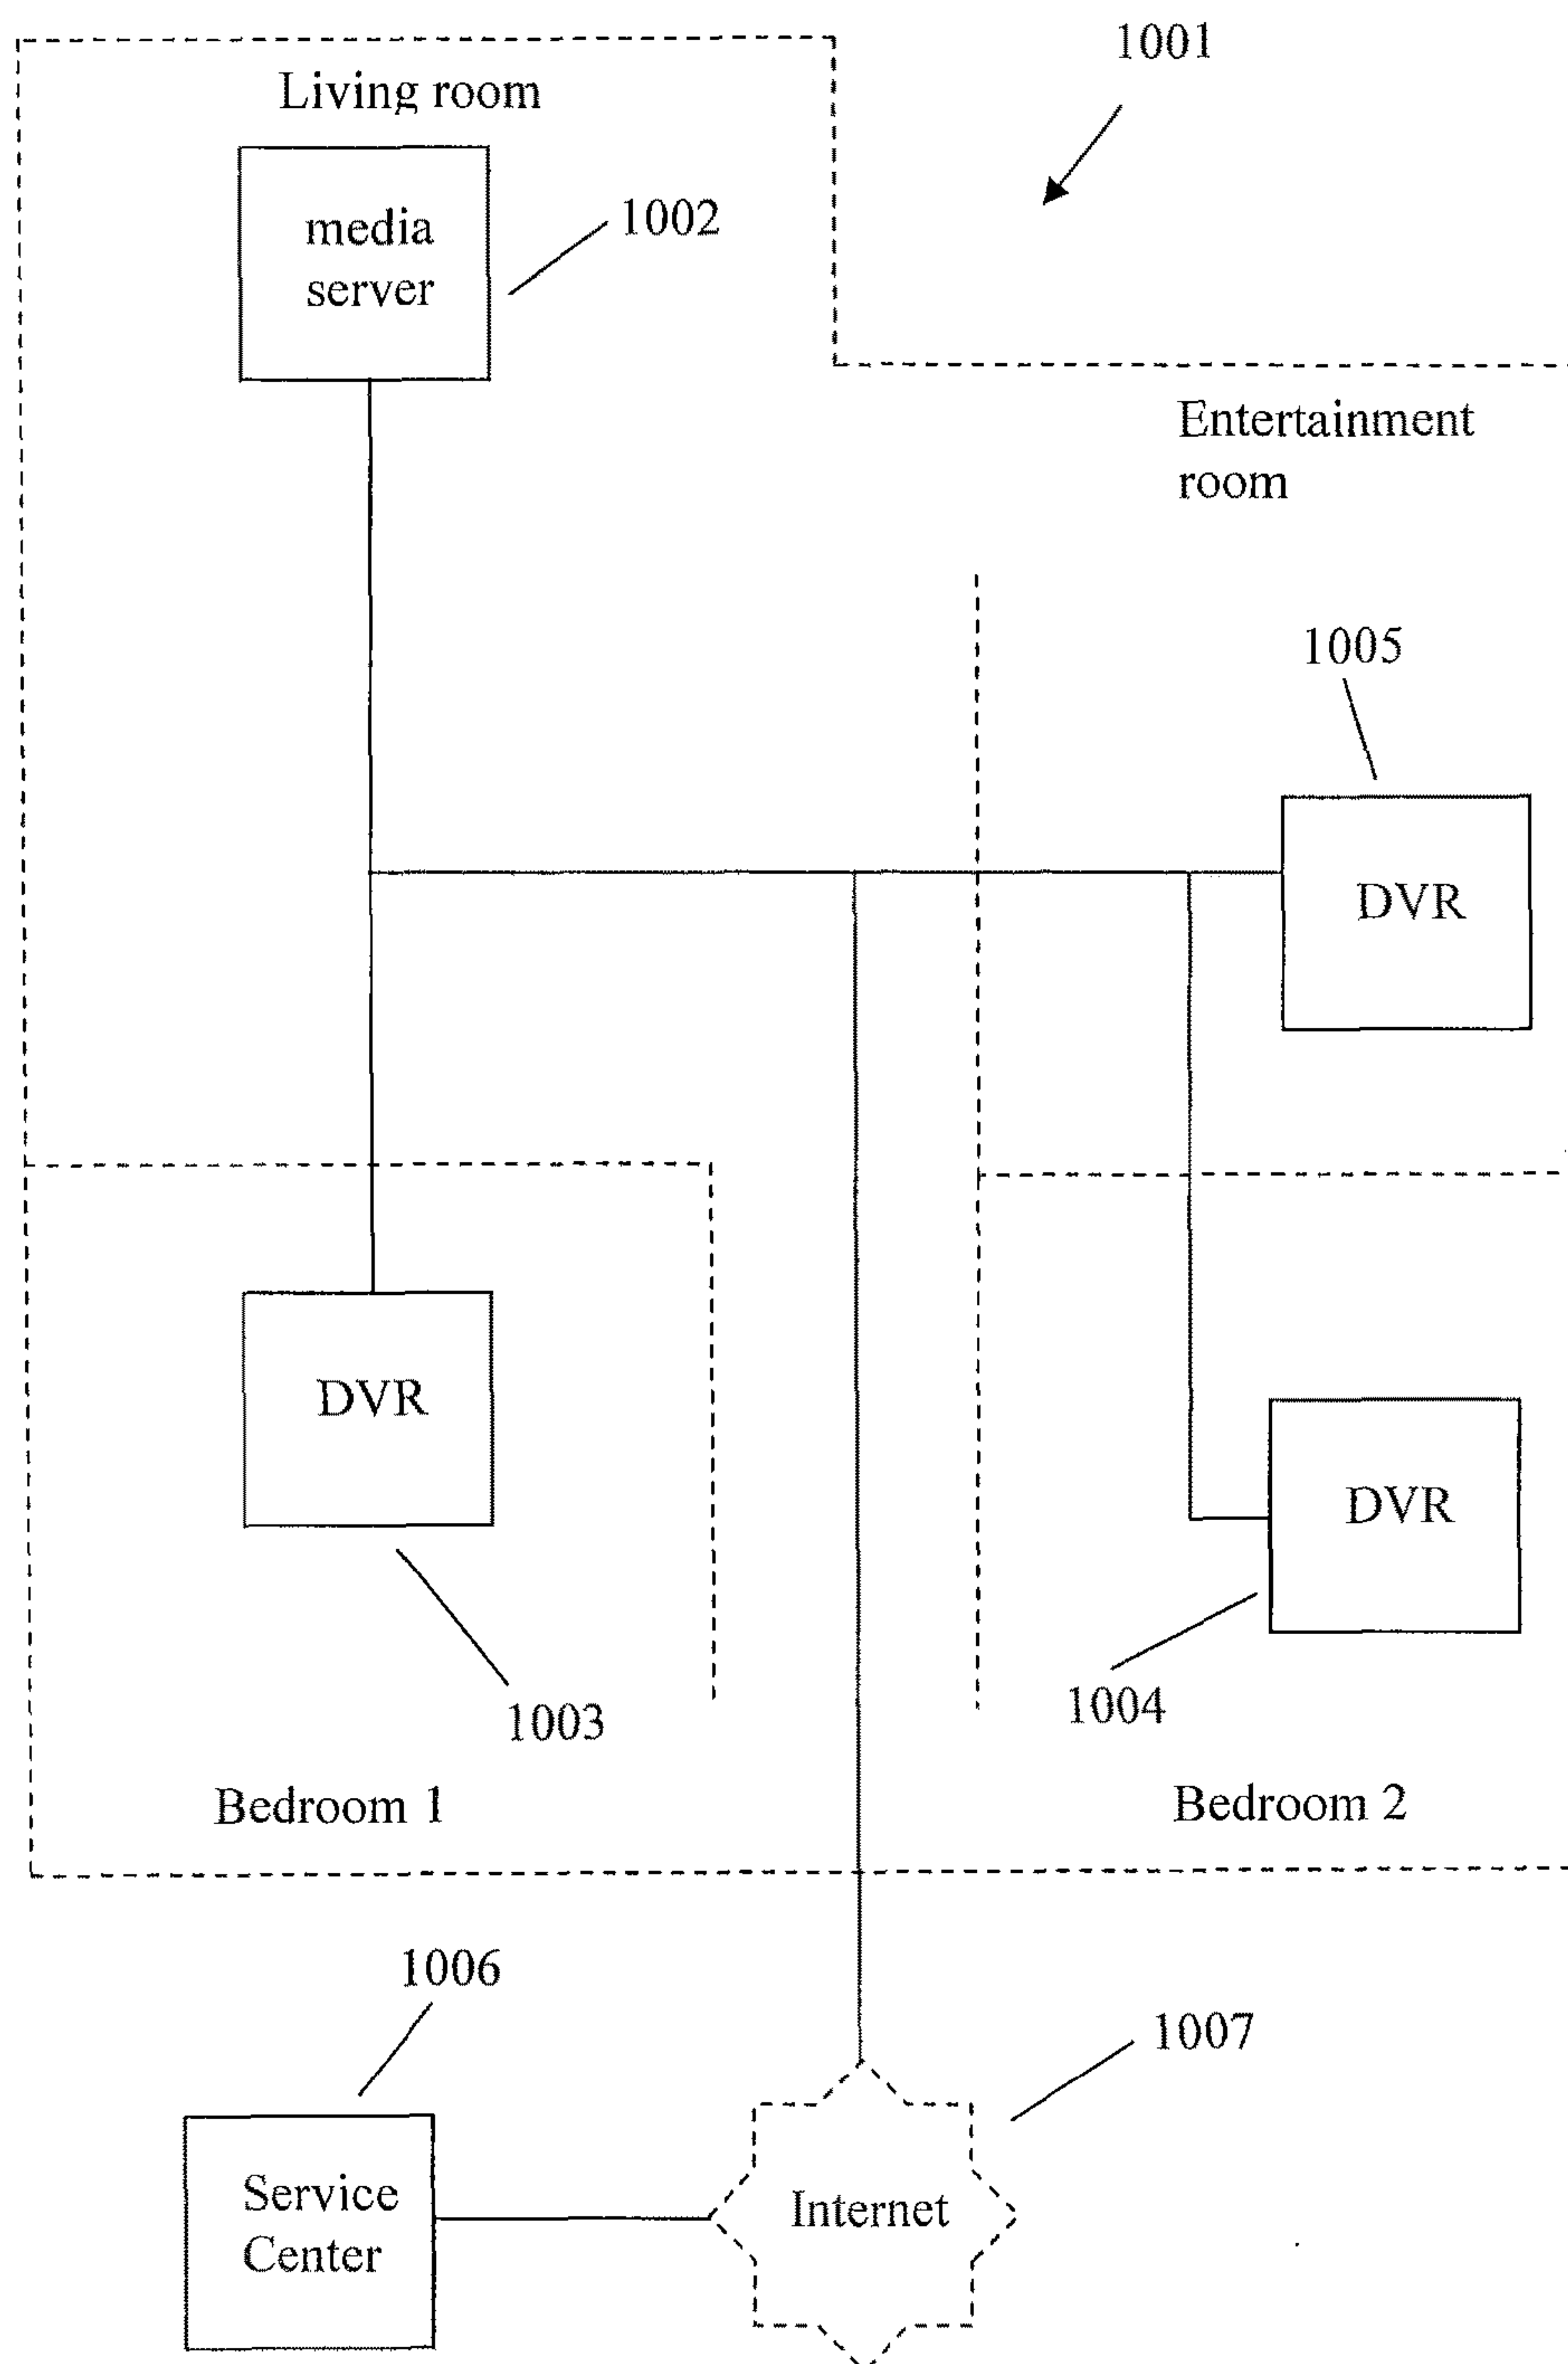 1001
Living room
media
server
1002
Entertainment
room
1005
DVR
DVR
DVR
1003
1004
Bedroom 1
Bedroom 2
1006
1007
Service
Center
Internet